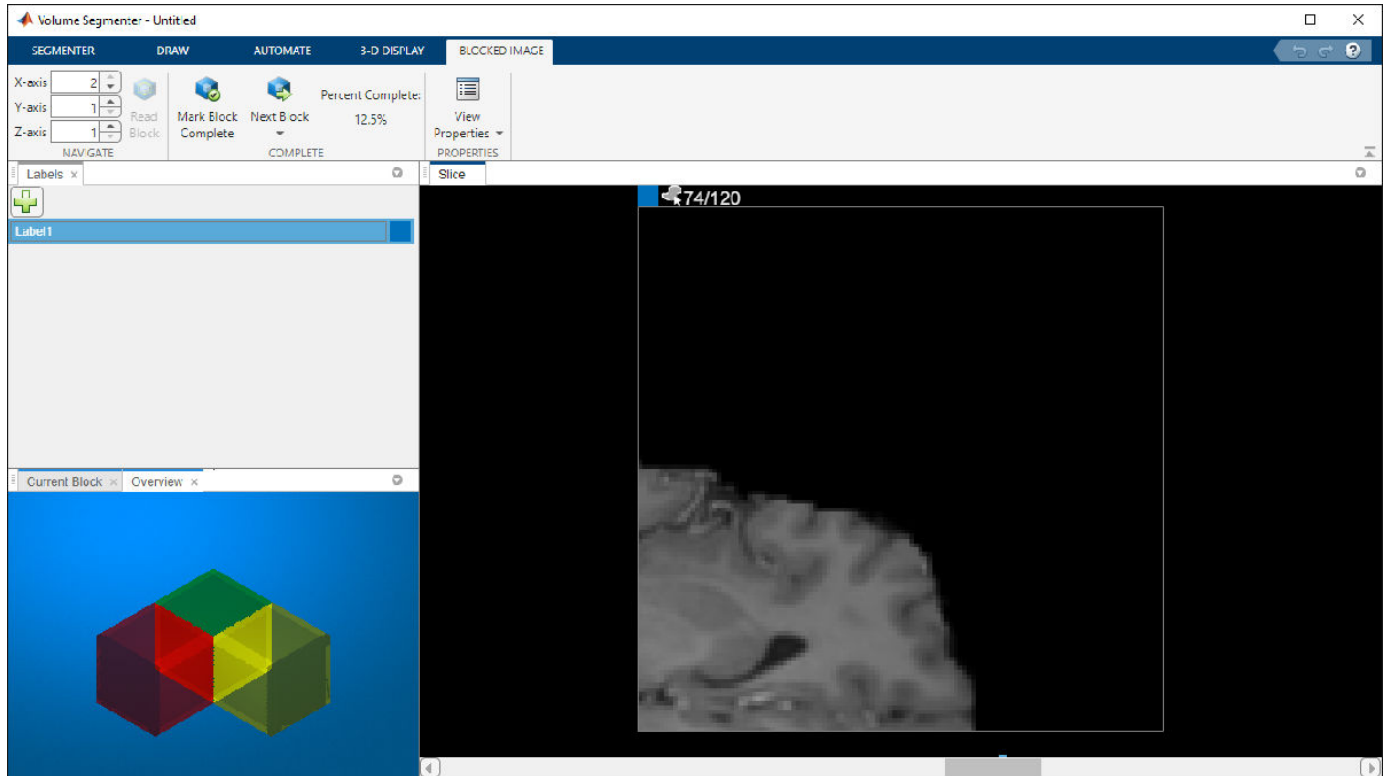 Volume Segmenter - Untitled
SEGMENTER DRAW AUTOMATE 3-D DISPLAY BLOCKED IMAGE
X-axis 2
Y-axis 1
Z-axis 1
Read Block
Mark Block Complete
Next Block
Percent Complete:
12.5%
View Properties
NAVIGATE COMPLETE PROPERTIES
Labels
Slice
74/120
Label1
Current Block Overview